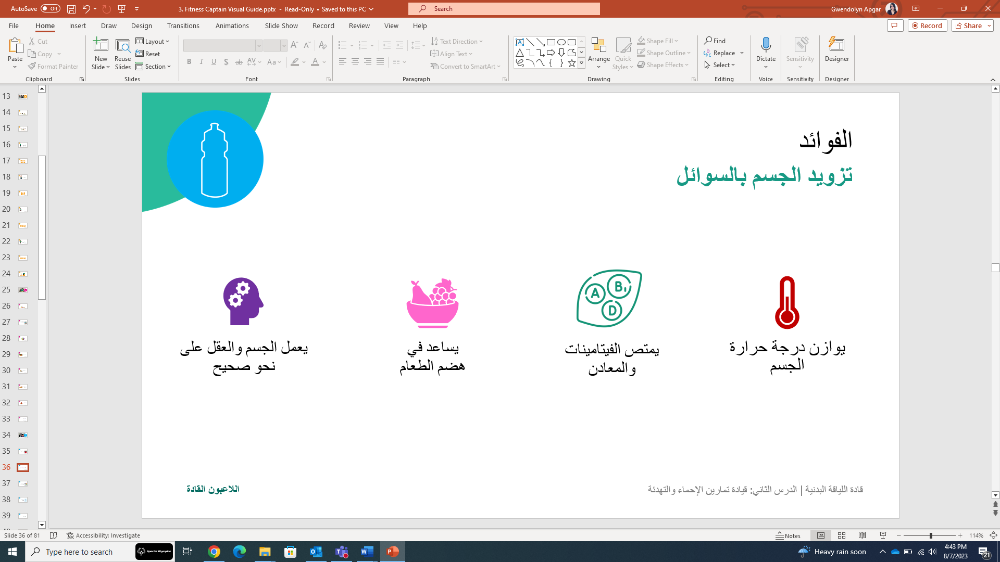 AutoSave Off
3. Fitness Captain Visual Guide.pptx - Read-Only • Saved to this PC
Search
Gwendolyn Apgar
File Home Insert Draw Design Transitions Animations Slide Show Record Review View Help
Record Share
Paste
Cut
Copy
Format Painter
Clipboard
New Slide
Reuse Slides
Layout
Reset
Section
Slides
B I U S ab AV Aa A
Font
Text Direction
Align Text
Convert to SmartArt
Paragraph
Arrange
Quick Styles
Shape Fill
Shape Outline
Shape Effects
Drawing
Find
Replace
Select
Editing
Dictate
Voice
Sensitivity
Sensitivity
Designer
Designer
13
14
15
16
17
18
19
20
21
22
23
24
25
26
27
28
29
30
31
32
33
34
35
36
37
38
39
الفوائد
تزويد الجسم بالسوائل
A B1 D
يوازن درجة حرارة
الجسم
يمتص الفيتامينات
والمعادن
يساعد في
هضم الطعام
يعمل الجسم والعقل على
نحو صحيح
قادة اللياقة البدنية | الدرس الثاني: قيادة تمارين الإحماء والتهدئة
اللاعبون القادة
Slide 36 of 81
Accessibility: Investigate
Notes
114%
Type here to search
Special Olympics
Heavy rain soon
4:43 PM
8/7/2023
21